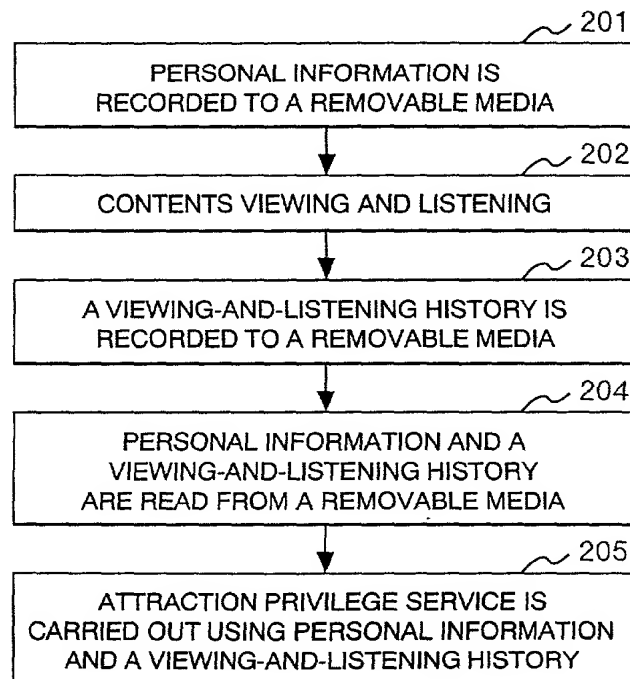 201
PERSONAL INFORMATION IS
RECORDED TO A REMOVABLE MEDIA
202
CONTENTS VIEWING AND LISTENING
203
A VIEWING-AND-LISTENING HISTORY IS
RECORDED TO A REMOVABLE MEDIA
204
PERSONAL INFORMATION AND A
VIEWING-AND-LISTENING HISTORY
ARE READ FROM A REMOVABLE MEDIA
205
ATTRACTION PRIVILEGE SERVICE IS
CARRIED OUT USING PERSONAL INFORMATION
AND A VIEWING-AND-LISTENING HISTORY